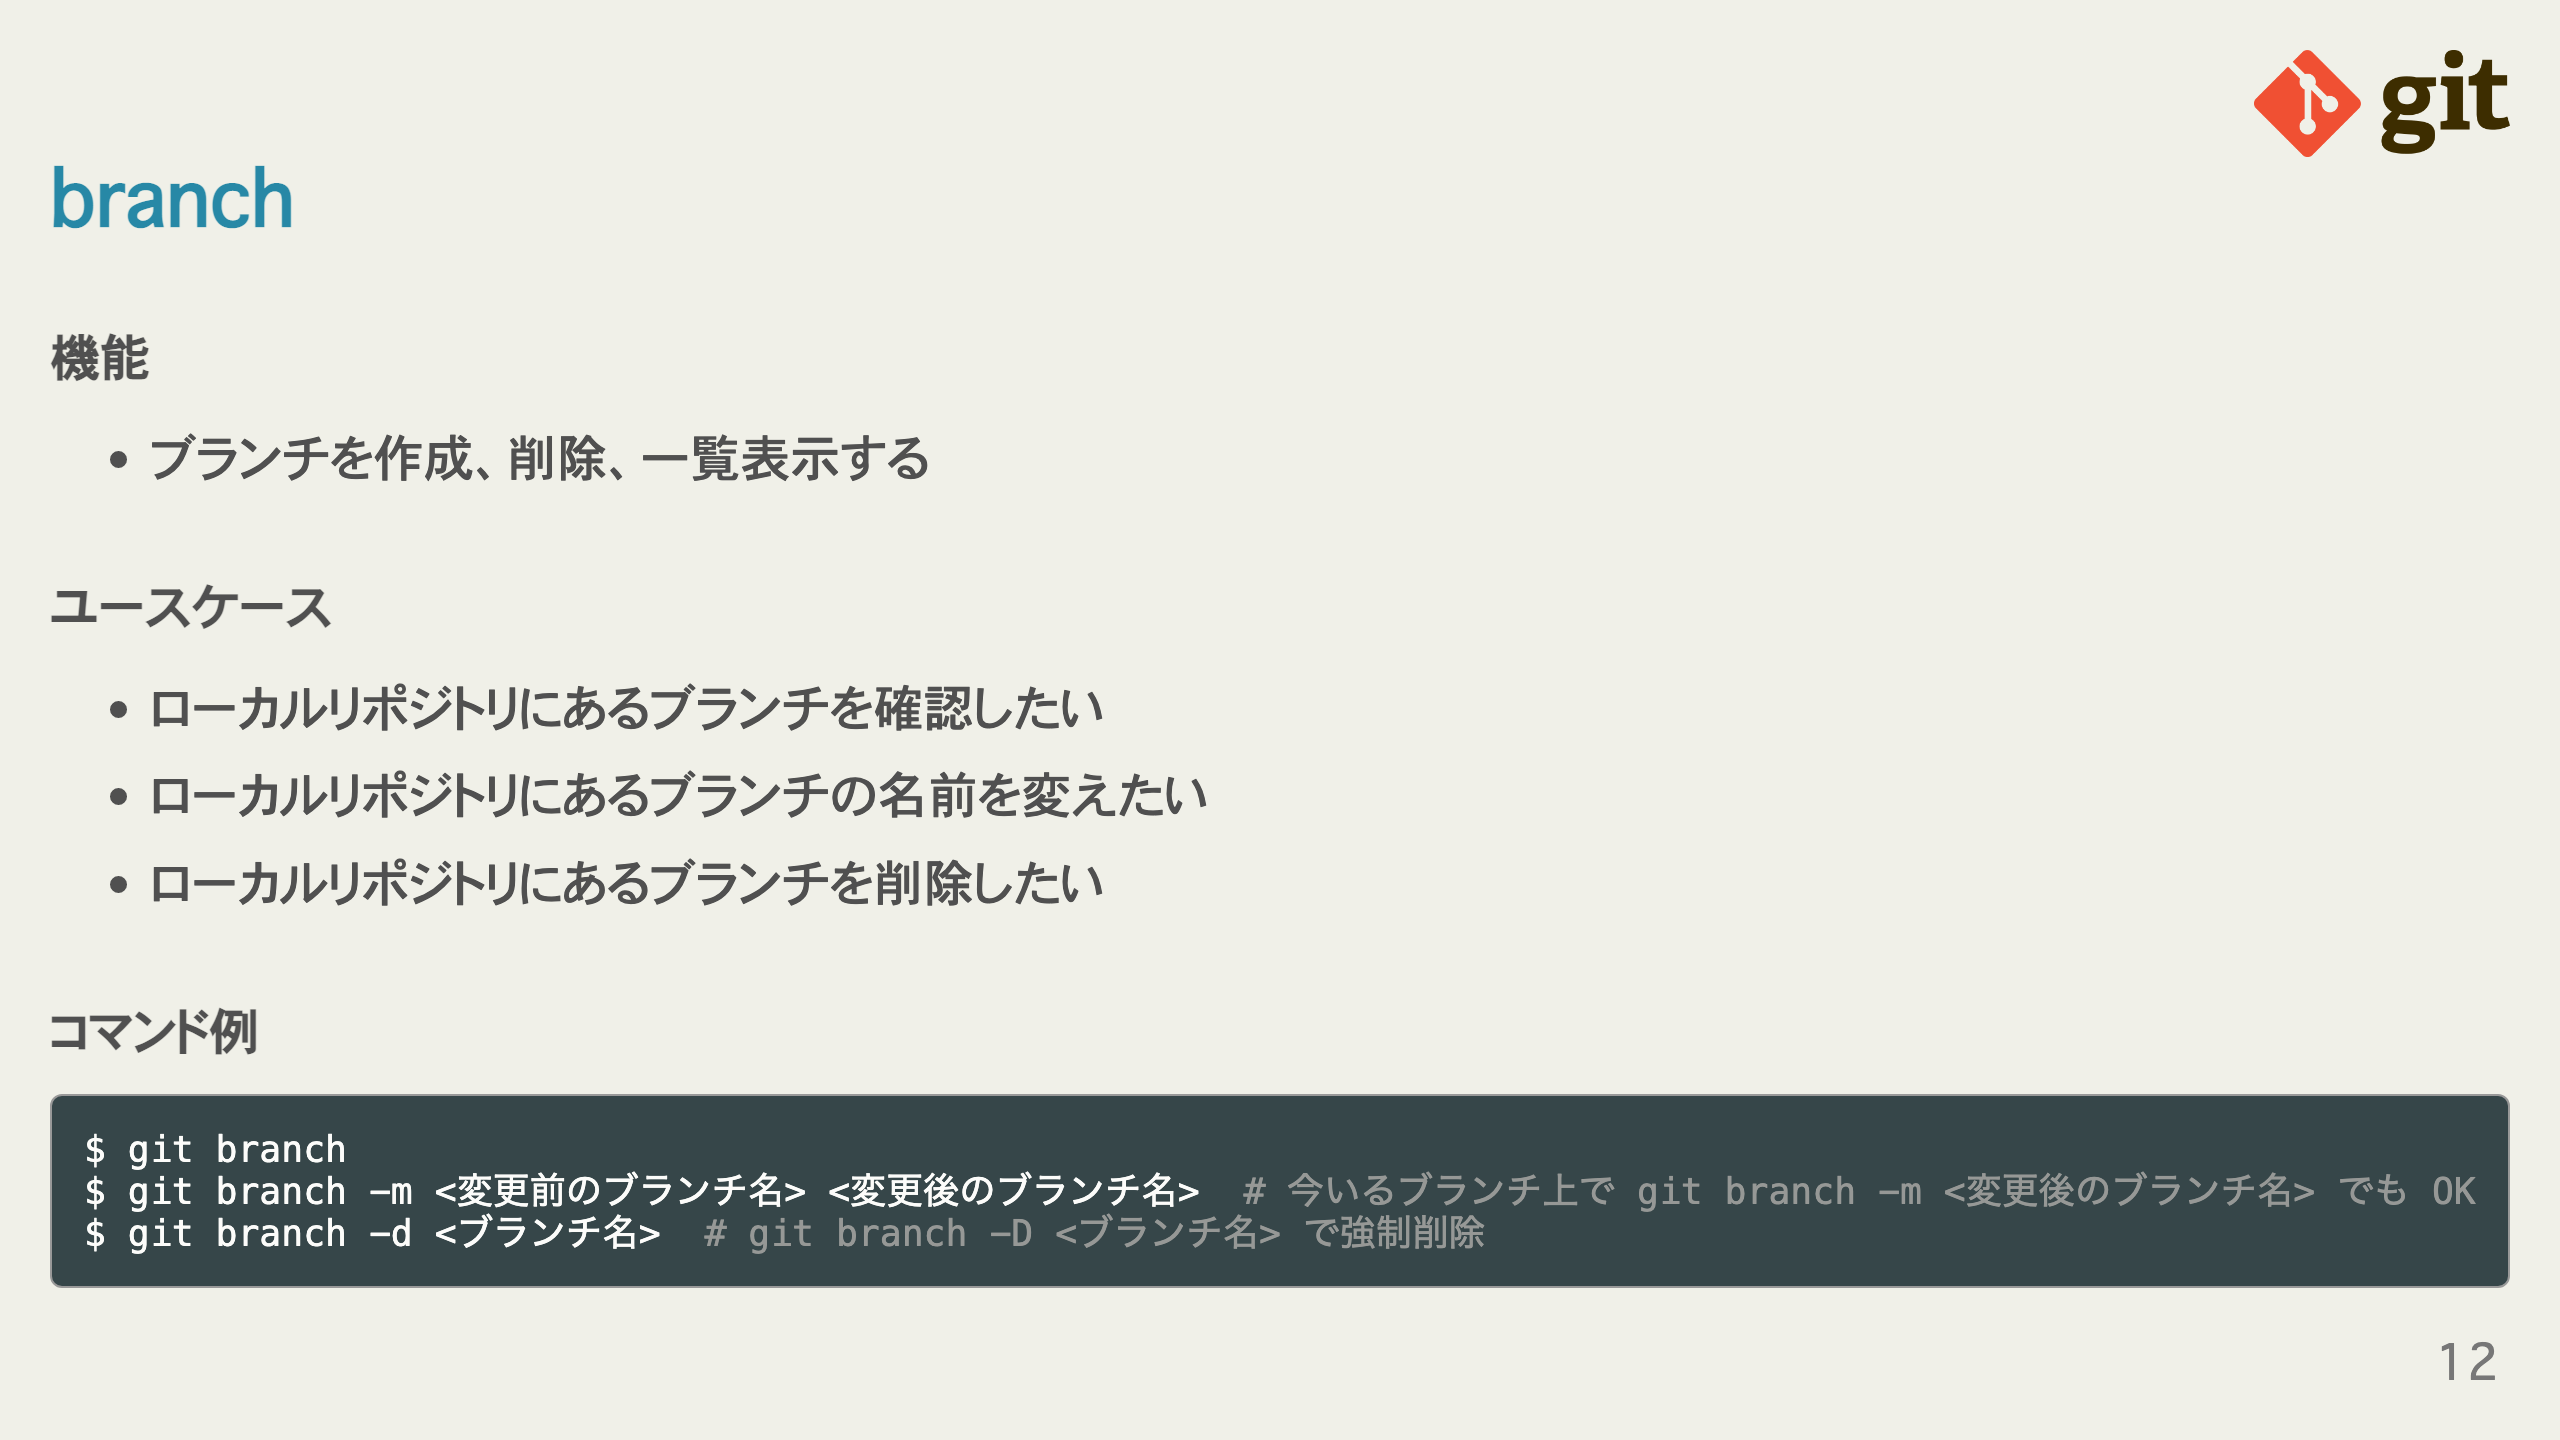 git
branch
機能
• ブランチを作成、削除、一覧表示する
ユースケース
• ローカルリポジトリにあるブランチを確認したい
• ローカルリポジトリにあるブランチの名前を変えたい
• ローカルリポジトリにあるブランチを削除したい
コマンド例
$ git branch
$ git branch -m <変更前のブランチ名> <変更後のブランチ名>  # 今いるブランチ上で git branch -m <変更後のブランチ名> でも OK
$ git branch -d <ブランチ名>  # git branch -D <ブランチ名> で強制削除
12